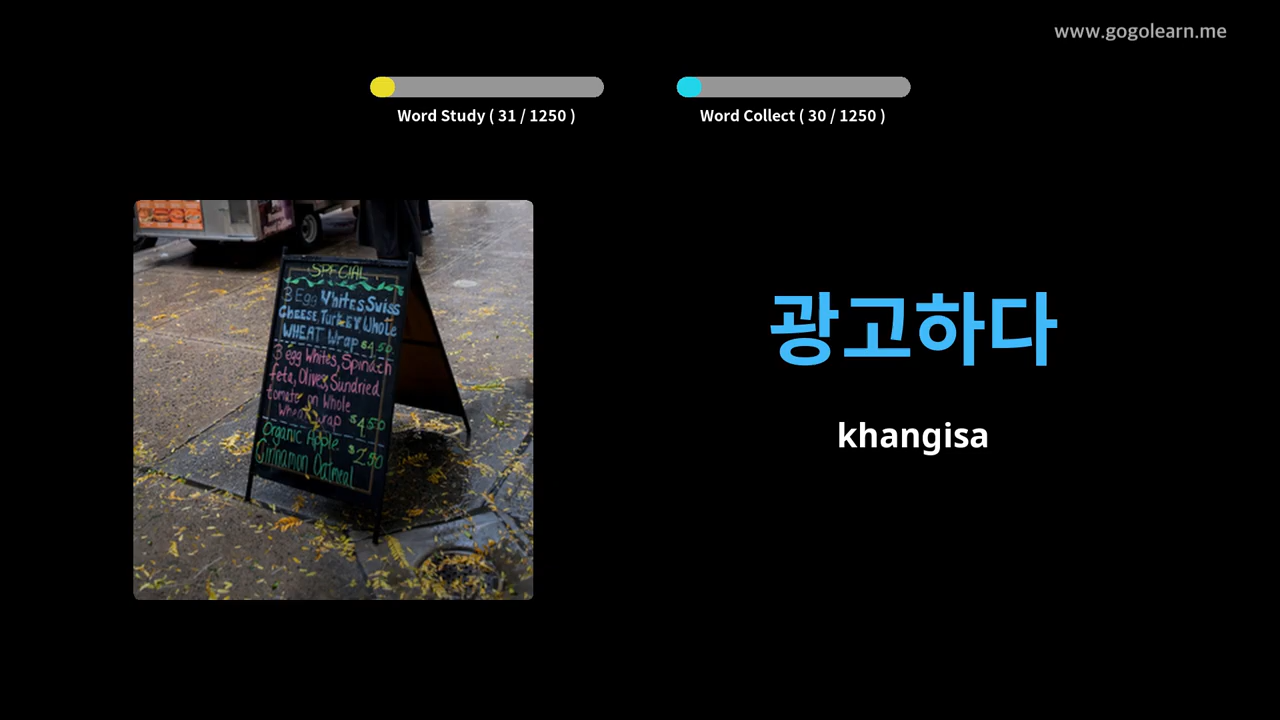 www.gogolearn.me
Word Study ( 31 / 1250 )
Word Collect ( 30 / 1250 )
SPECIAL
3 Egg Whites Swiss
Cheese, Turkey Whole
WHEAT Wrap $4.50
3 egg Whites, Spinach
feta, Olives, Sundried
tomato on Whole
Wheat Wrap $4.50
Organic Apple
Cinnamon Oatmeal $2.50
광고하다
khangisa